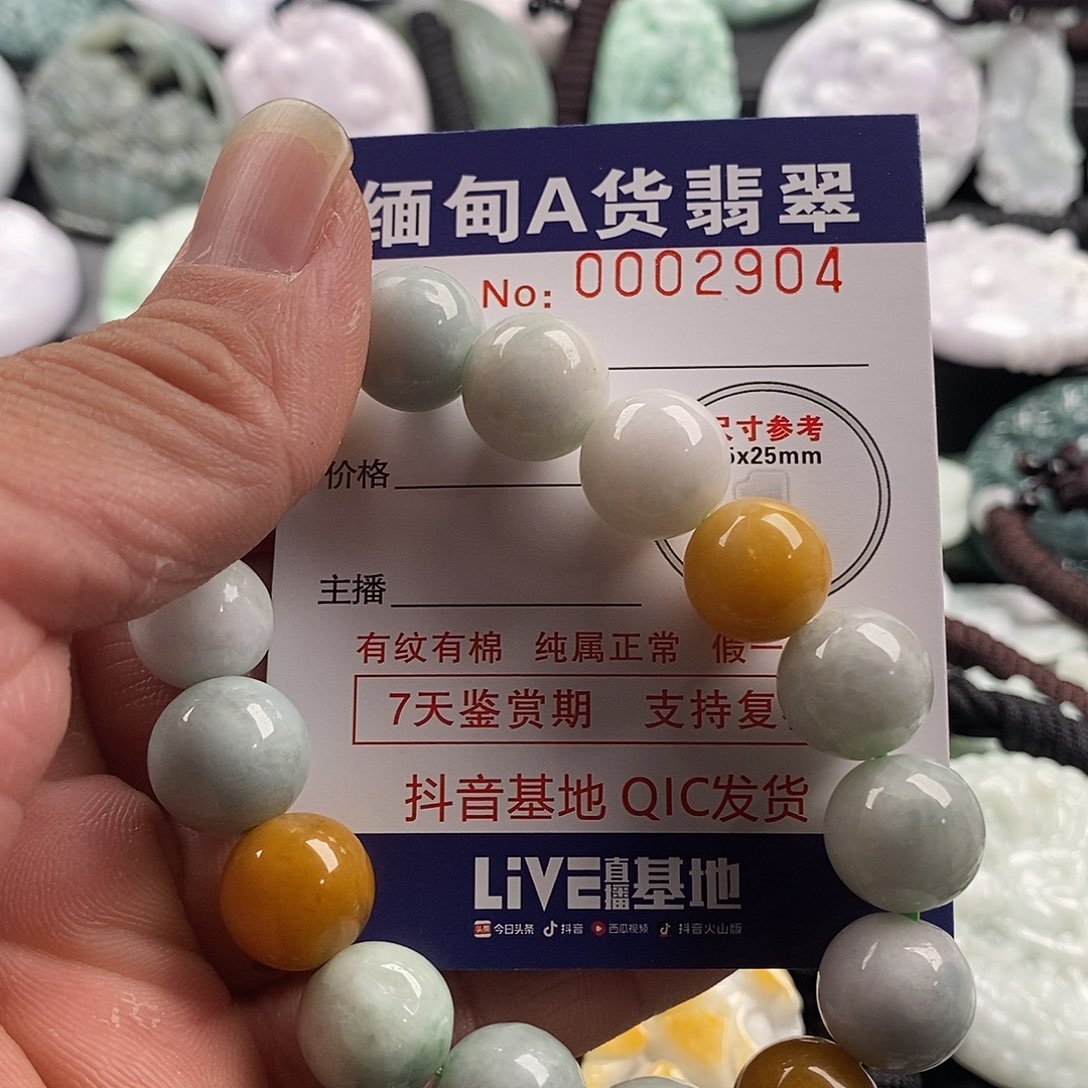 缅甸A货翡翠
No: 0002904
尺寸参考
5x25mm
价格
主播
有纹有棉 纯属正常 假一
7天鉴赏期 支持复
抖音基地 QIC发货
LiVE直播基地
头条 今日头条 抖音 西瓜视频 抖音火山版